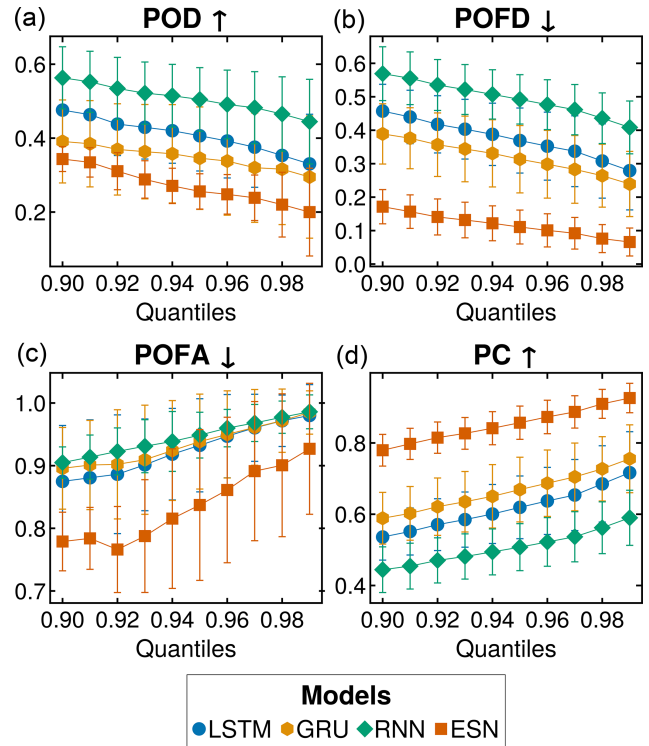 (a) POD ↑
0.6
0.4
0.2
0.90 0.92 0.94 0.96 0.98
Quantiles
(b) POFD ↓
0.6
0.5
0.4
0.3
0.2
0.1
0.0
0.90 0.92 0.94 0.96 0.98
Quantiles
(c) POFA ↓
1.0
0.9
0.8
0.7
0.90 0.92 0.94 0.96 0.98
Quantiles
(d) PC ↑
0.8
0.6
0.4
0.90 0.92 0.94 0.96 0.98
Quantiles
Models
LSTM GRU RNN ESN